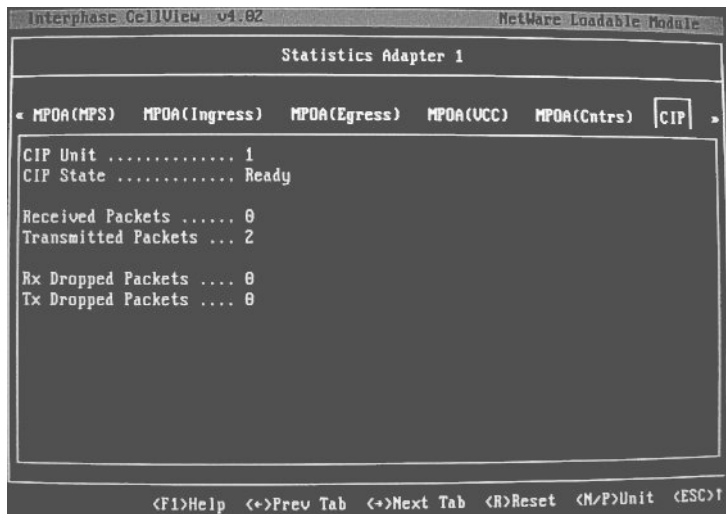 Interphase CellView v4.02 NetWare Loadable Module
Statistics Adapter 1
« MPOA(MPS) MPOA(Ingress) MPOA(Egress) MPOA(VCC) MPOA(Cntrs) CIP »
CIP Unit .............. 1
CIP State ............. Ready
Received Packets ...... 0
Transmitted Packets ... 2
Rx Dropped Packets .... 0
Tx Dropped Packets .... 0
<F1>Help <←>Prev Tab <→>Next Tab <R>Reset <N/P>Unit <ESC>↑